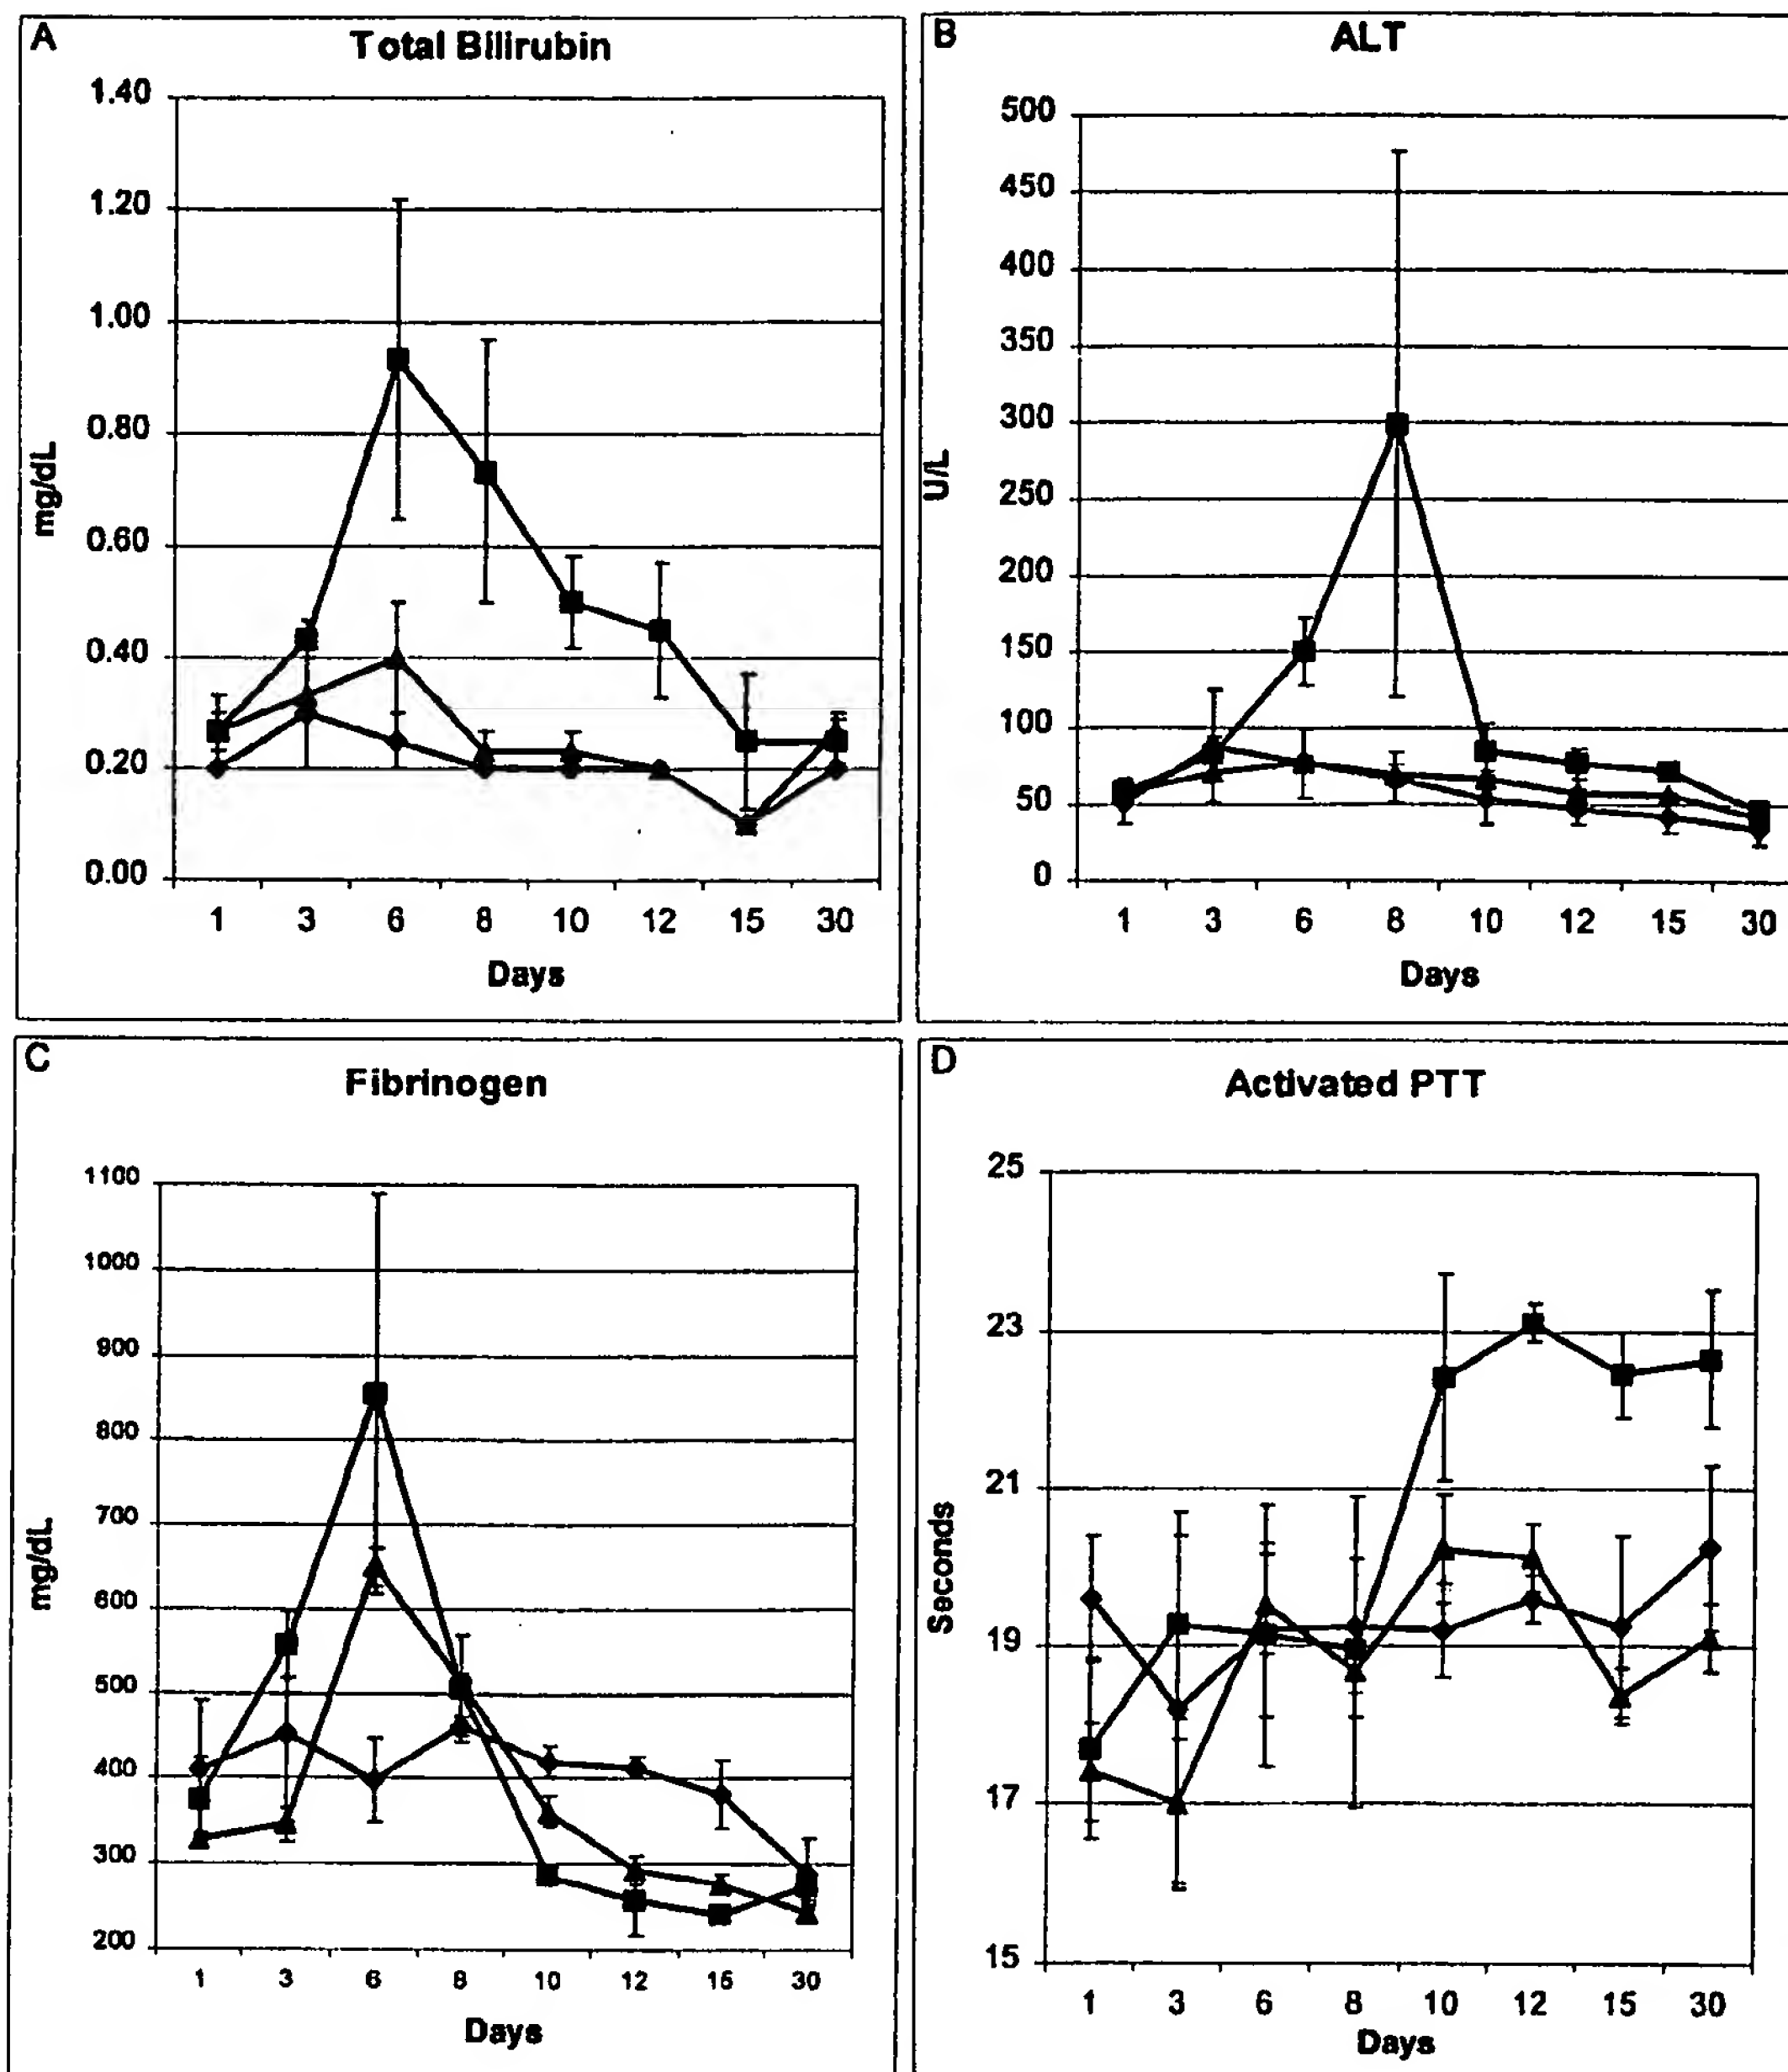 A
Total Bilirubin
1.40
1.20
1.00
0.80
0.60
0.40
0.20
0.00
mg/dL
1 3 6 8 10 12 15 30
Days
B
ALT
500
450
400
350
300
250
200
150
100
50
0
U/L
1 3 6 8 10 12 15 30
Days
C
Fibrinogen
1100
1000
900
800
700
600
500
400
300
200
mg/dL
1 3 6 8 10 12 15 30
Days
D
Activated PTT
25
23
21
19
17
15
Seconds
1 3 6 8 10 12 15 30
Days